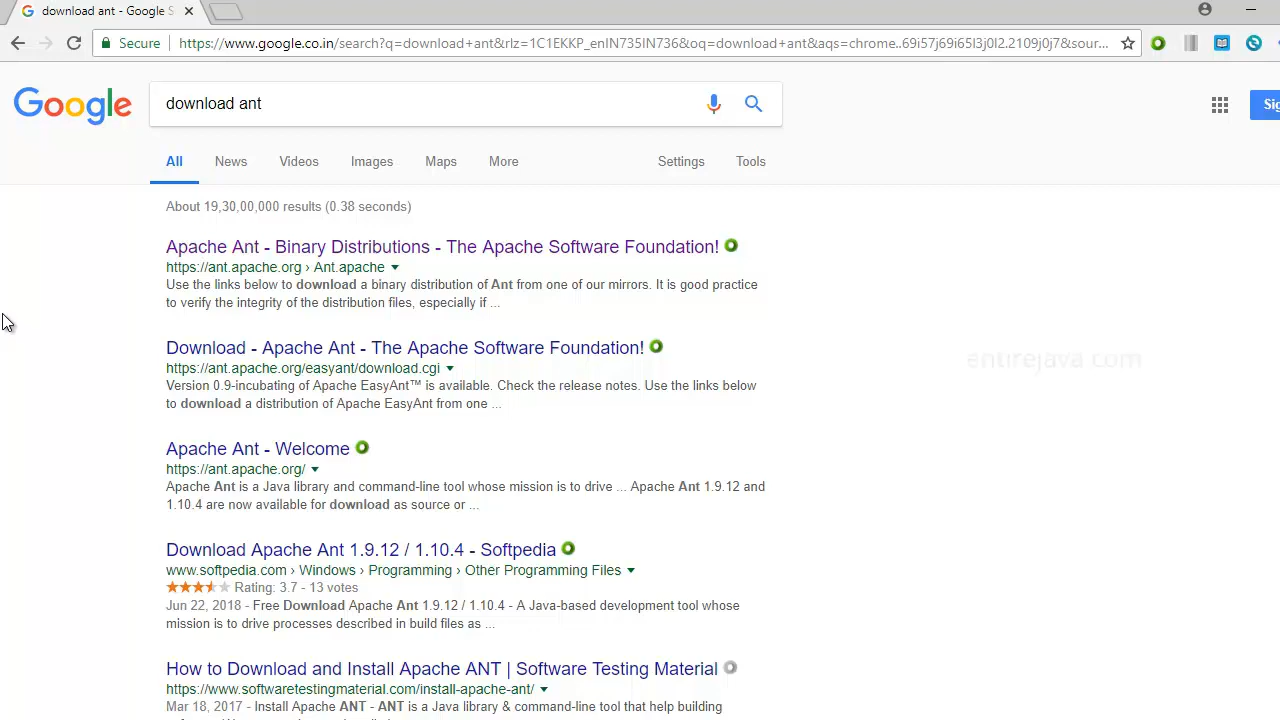 download ant - Google S
Secure https://www.google.co.in/search?q=download+ant&rlz=1C1EKKP_enIN735IN736&oq=download+ant&aqs=chrome..69i57j69i65l3j0l2.2109j0j7&sour...
Google
download ant
Sig
All News Videos Images Maps More Settings Tools
About 19,30,00,000 results (0.38 seconds)
Apache Ant - Binary Distributions - The Apache Software Foundation!
https://ant.apache.org › Ant.apache
Use the links below to download a binary distribution of Ant from one of our mirrors. It is good practice
to verify the integrity of the distribution files, especially if ...
Download - Apache Ant - The Apache Software Foundation!
https://ant.apache.org/easyant/download.cgi
Version 0.9-incubating of Apache EasyAnt™ is available. Check the release notes. Use the links below
to download a distribution of Apache EasyAnt from one ...
entirejava.com
Apache Ant - Welcome
https://ant.apache.org/
Apache Ant is a Java library and command-line tool whose mission is to drive ... Apache Ant 1.9.12 and
1.10.4 are now available for download as source or ...
Download Apache Ant 1.9.12 / 1.10.4 - Softpedia
www.softpedia.com › Windows › Programming › Other Programming Files
Rating: 3.7 - 13 votes
Jun 22, 2018 - Free Download Apache Ant 1.9.12 / 1.10.4 - A Java-based development tool whose
mission is to drive processes described in build files as ...
How to Download and Install Apache ANT | Software Testing Material
https://www.softwaretestingmaterial.com/install-apache-ant/
Mar 18, 2017 - Install Apache ANT - ANT is a Java library & command-line tool that help building